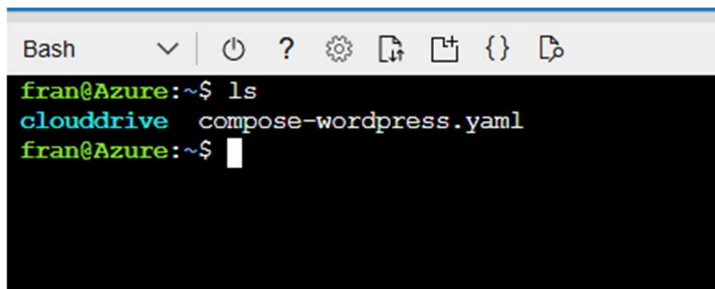 Bash ?  {}
fran@Azure:~$ ls
clouddrive  compose-wordpress.yaml
fran@Azure:~$